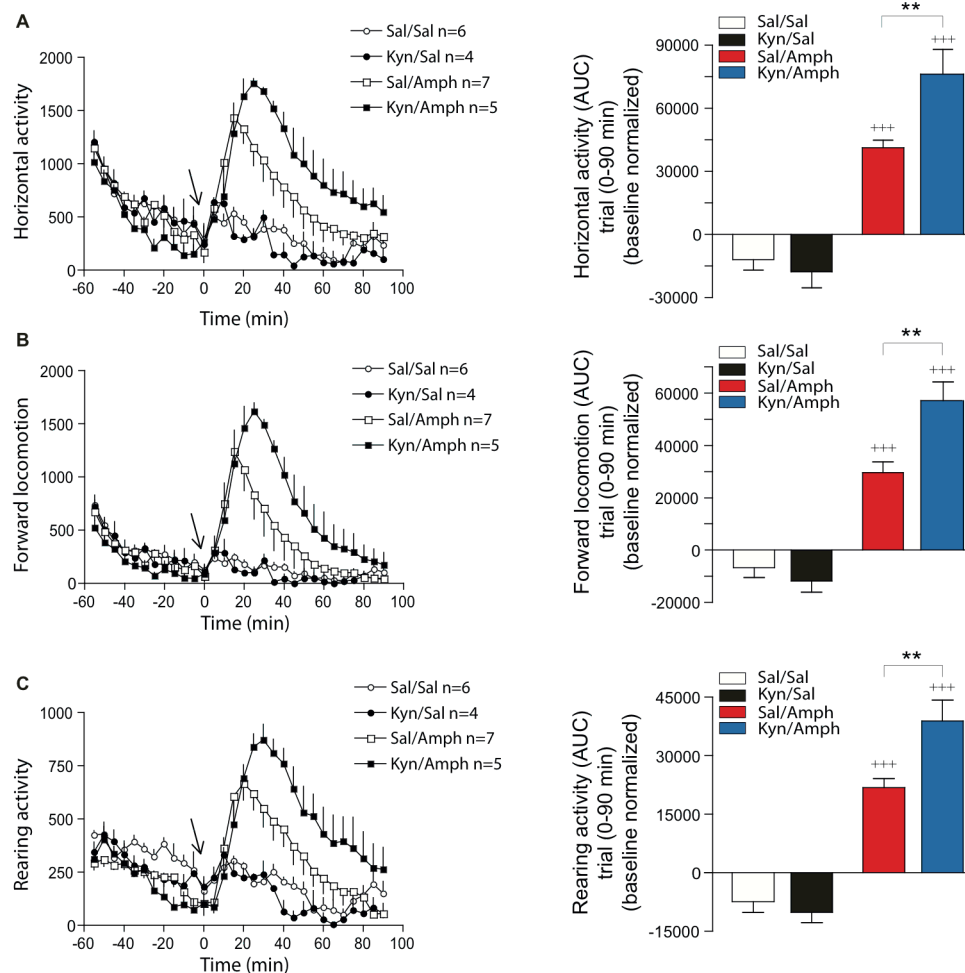 A
Sal/Sal n=6
Kyn/Sal n=4
Sal/Amph n=7
Kyn/Amph n=5
Horizontal activity
2000
1500
1000
500
0
-60 -40 -20 0 20 40 60 80 100
Time (min)
Sal/Sal
Kyn/Sal
Sal/Amph
Kyn/Amph
**
+++
+++
Horizontal activity (AUC)
trial (0-90 min)
(baseline normalized)
90000
60000
30000
0
-30000
B
Sal/Sal n=6
Kyn/Sal n=4
Sal/Amph n=7
Kyn/Amph n=5
Forward locomotion
2000
1500
1000
500
0
-60 -40 -20 0 20 40 60 80 100
Time (min)
Sal/Sal
Kyn/Sal
Sal/Amph
Kyn/Amph
**
+++
+++
Forward locomotion (AUC)
trial (0-90 min)
(baseline normalized)
60000
40000
20000
0
-20000
C
Sal/Sal n=6
Kyn/Sal n=4
Sal/Amph n=7
Kyn/Amph n=5
Rearing activity
1000
750
500
250
0
-60 -40 -20 0 20 40 60 80 100
Time (min)
Sal/Sal
Kyn/Sal
Sal/Amph
Kyn/Amph
**
+++
+++
Rearing activity (AUC)
trial (0-90 min)
(baseline normalized)
45000
30000
15000
0
-15000